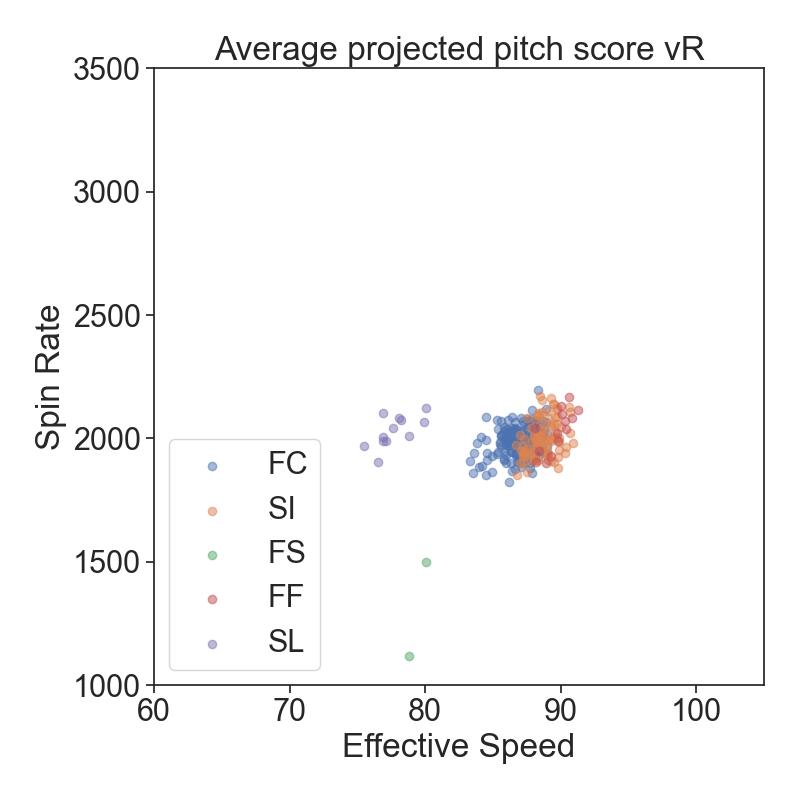 Average projected pitch score vR
3500
3000
2500
2000
1500
1000
Spin Rate
FC
SI
FS
FF
SL
60 70 80 90 100
Effective Speed